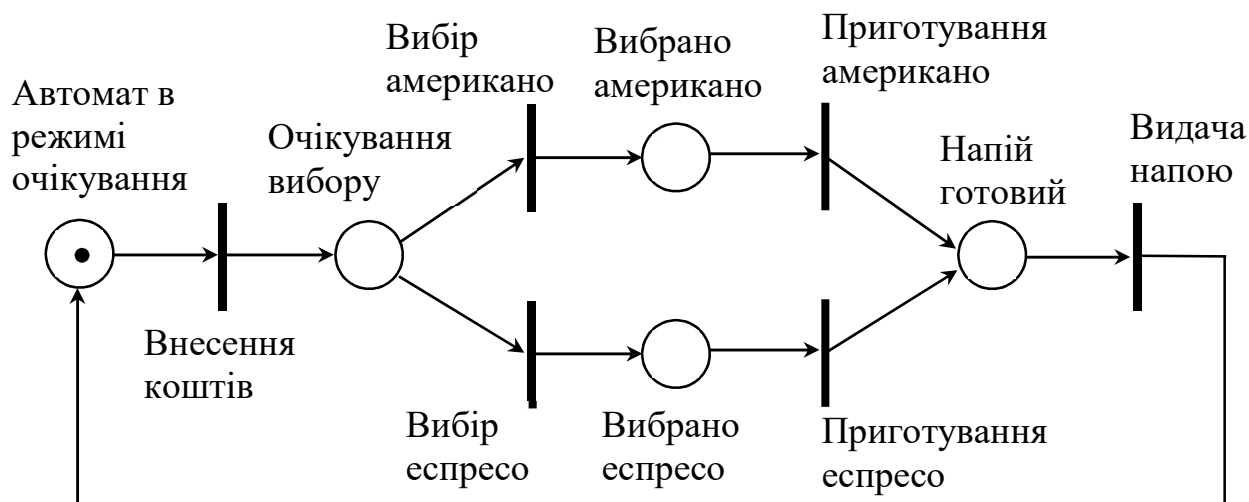 Автомат в
режимі
очікування
Внесення
коштів
Очікування
вибору
Вибір
американо
Вибрано
американо
Приготування
американо
Вибір
еспресо
Вибрано
еспресо
Приготування
еспресо
Напій
готовий
Видача
напою